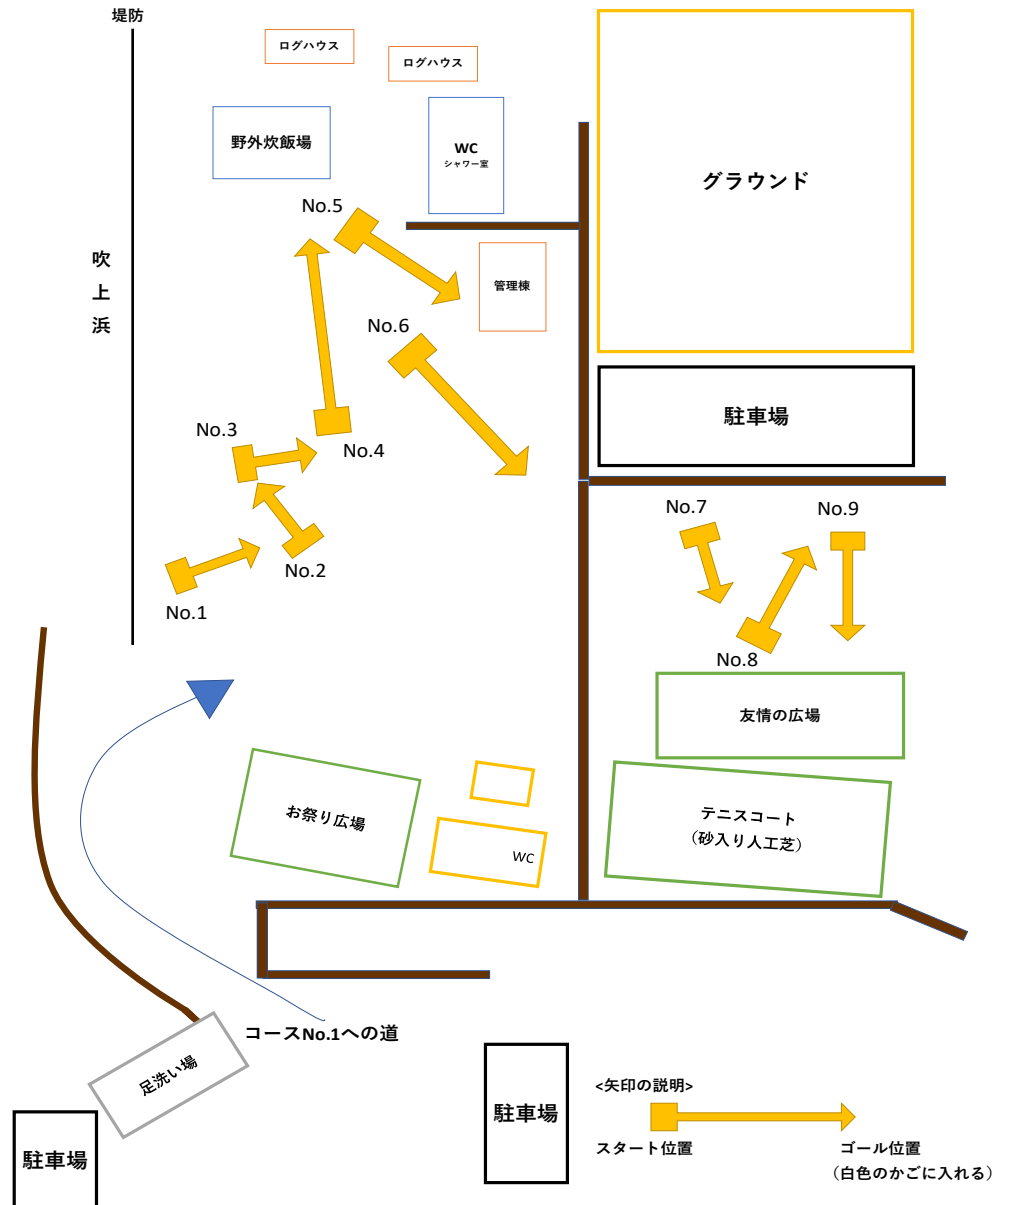 堤防
ログハウス
ログハウス
野外炊飯場
WC
シャワー室
グラウンド
No.5
吹
上
浜
管理棟
No.6
駐車場
No.3
No.4
No.7
No.9
No.2
No.1
No.8
友情の広場
お祭り広場
テニスコート
（砂入り人工芝）
WC
コースNo.1への道
足洗い場
駐車場
駐車場
<矢印の説明>
スタート位置
ゴール位置
（白色のかごに入れる）